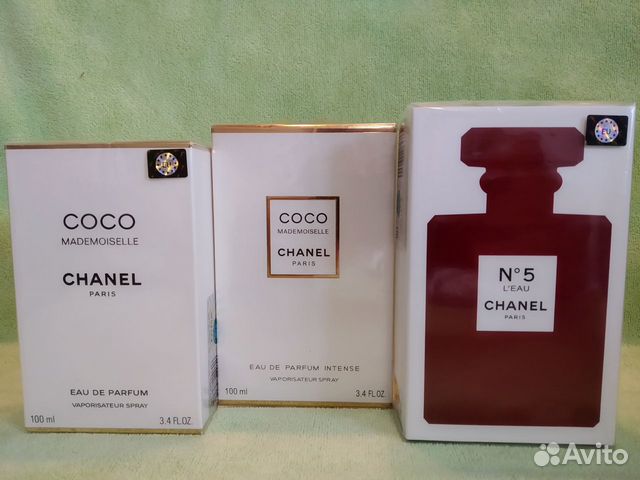 COCO
MADEMOISELLE
CHANEL
PARIS
EAU DE PARFUM
VAPORISATEUR SPRAY
100 ml 3.4 FL.OZ.
COCO
MADEMOISELLE
CHANEL
PARIS
EAU DE PARFUM INTENSE
VAPORISATEUR SPRAY
100 ml 3.4 FL.OZ.
EU
N°5
L'EAU
CHANEL
PARIS
Avito